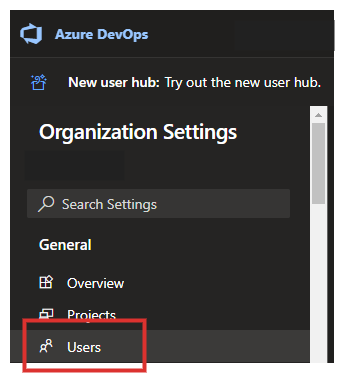 Azure DevOps
New user hub: Try out the new user hub.
Organization Settings
Search Settings
General
Overview
Projects
Users